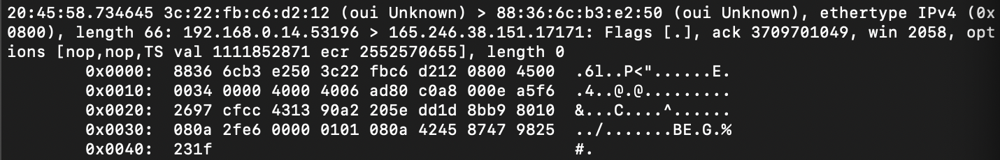 20:45:58.734645 3c:22:fb:c6:d2:12 (oui Unknown) > 88:36:6c:b3:e2:50 (oui Unknown), ethertype IPv4 (0x
0800), length 66: 192.168.0.14.53196 > 165.246.38.151.17171: Flags [.], ack 3709701049, win 2058, opt
ions [nop,nop,TS val 1111852871 ecr 2552570655], length 0
0x0000:  8836 6cb3 e250 3c22 fbc6 d212 0800 4500  .6l..P<"......E.
0x0010:  0034 0000 4000 4006 ad80 c0a8 000e a5f6  .4..@.@.........
0x0020:  2697 cfcc 4313 90a2 205e dd1d 8bb9 8010  &...C....^......
0x0030:  080a 2fe6 0000 0101 080a 4245 8747 9825  ../.......BE.G.%
0x0040:  231f                                     #.